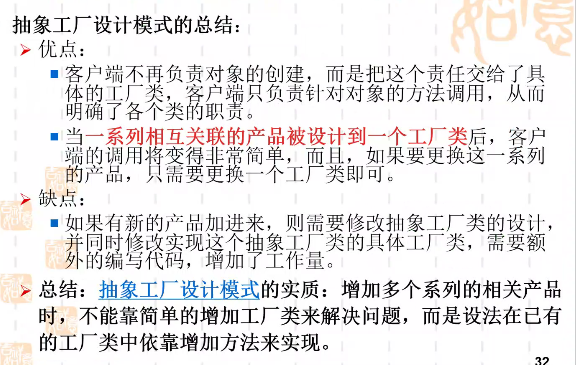 抽象工厂设计模式的总结：
优点：
客户端不再负责对象的创建，而是把这个责任交给了具
体的工厂类，客户端只负责针对对象的方法调用，从而
明确了各个类的职责。
当一系列相互关联的产品被设计到一个工厂类后，客户
端的调用将变得非常简单，而且，如果要更换这一系列
的产品，只需要更换一个工厂类即可。
缺点：
如果有新的产品加进来，则需要修改抽象工厂类的设计，
并同时修改实现这个抽象工厂类的具体工厂类，需要额
外的编写代码，增加了工作量。
总结：抽象工厂设计模式的实质：增加多个系列的相关产品
时，不能靠简单的增加工厂类来解决问题，而是设法在已有
的工厂类中依靠增加方法来实现。
32